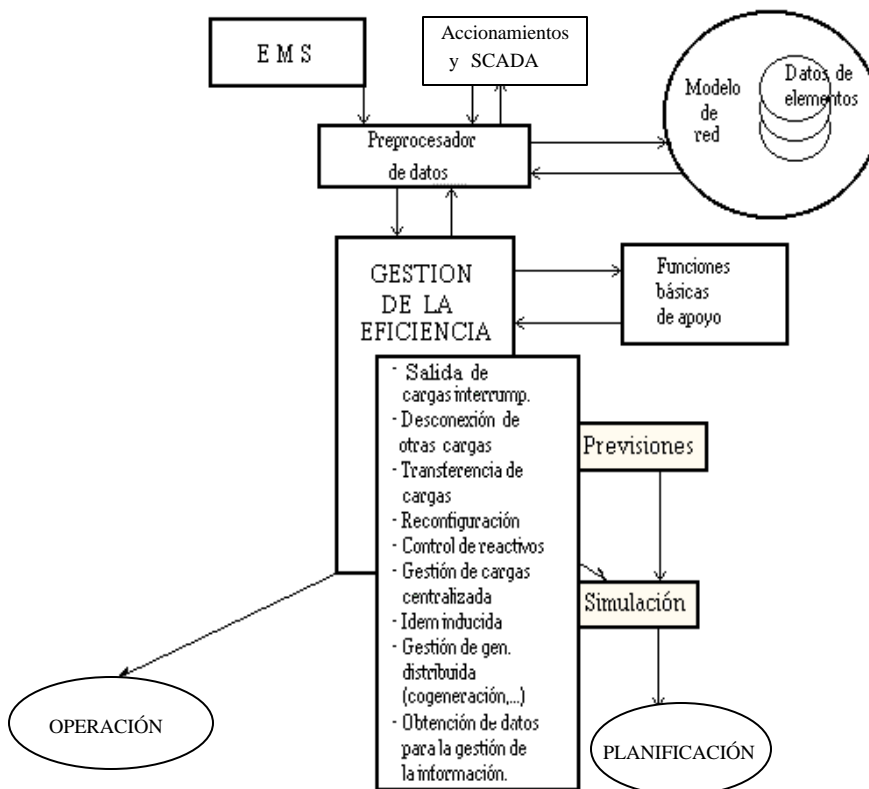 E M S
Accionamientos
y SCADA
Modelo
de
red
Datos de
elementos
Preprocesador
de datos
GESTION
DE LA
EFICIENCIA
Funciones
básicas
de apoyo
- Salida de
cargas interrump.
- Desconexión de
otras cargas
- Transferencia de
cargas
- Reconfiguración
- Control de reactivos
- Gestión de cargas
centralizada
- Idem inducida
- Gestión de gen.
distribuida
(cogeneración,...)
- Obtención de datos
para la gestión de
la información.
Previsiones
Simulación
OPERACIÓN
PLANIFICACIÓN